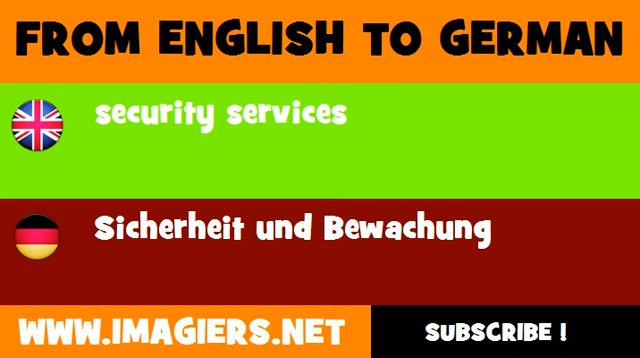 FROM ENGLISH TO GERMAN
security services
Sicherheit und Bewachung
WWW.IMAGIERS.NET
SUBSCRIBE !